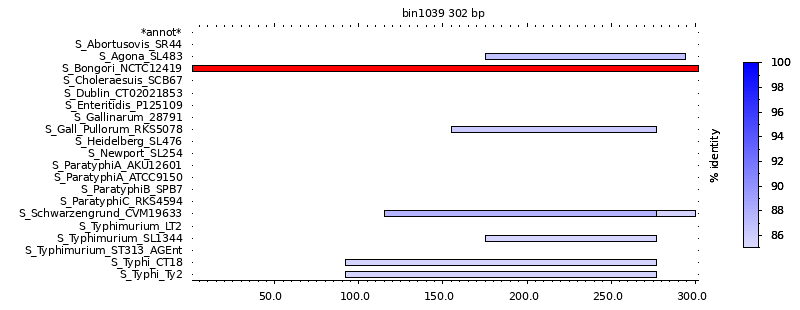 bin1039 302 bp
*annot*
S_Abortusovis_SR44
S_Agona_SL483
S_Bongori_NCTC12419
S_Choleraesuis_SCB67
S_Dublin_CT02021853
S_Enteritidis_P125109
S_Gallinarum_28791
S_Gall_Pullorum_RKS5078
S_Heidelberg_SL476
S_Newport_SL254
S_ParatyphiA_AKU12601
S_ParatyphiA_ATCC9150
S_ParatyphiB_SPB7
S_ParatyphiC_RKS4594
S_Schwarzengrund_CVM19633
S_Typhimurium_LT2
S_Typhimurium_SL1344
S_Typhimurium_ST313_AGEnt
S_Typhi_CT18
S_Typhi_Ty2
50.0 100.0 150.0 200.0 250.0 300.0
% identity
100
98
96
94
92
90
88
86